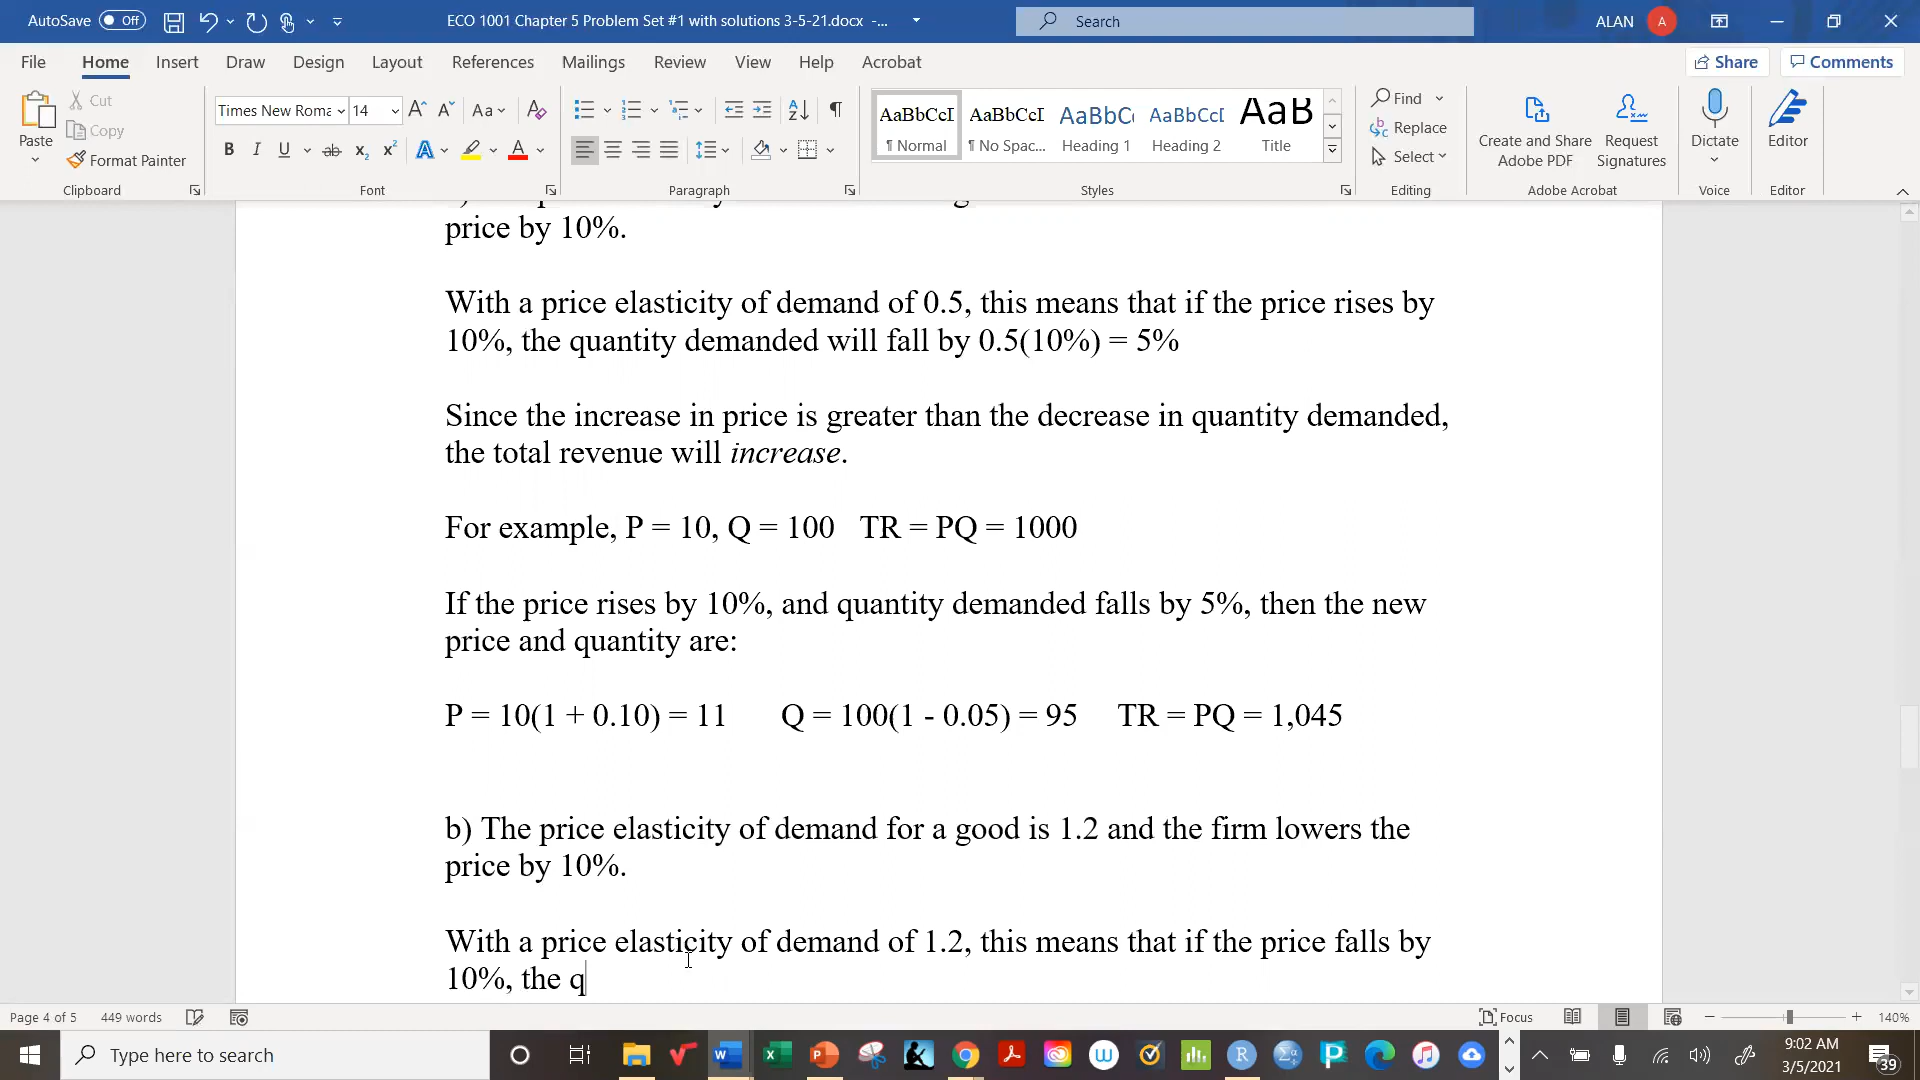 AutoSave Off
ECO 1001 Chapter 5 Problem Set #1 with solutions 3-5-21.docx -...
Search
ALAN A
File Home Insert Draw Design Layout References Mailings Review View Help Acrobat
Share Comments
Paste
Cut
Copy
Format Painter
Clipboard
Times New Roma 14
Font
Paragraph
AaBbCcI AaBbCcI AaBbC AaBbCcI AaB
¶ Normal ¶ No Spac... Heading 1 Heading 2 Title
Styles
Find
Replace
Select
Editing
Create and Share
Adobe PDF
Request
Signatures
Adobe Acrobat
Dictate
Voice
Editor
Editor
price by 10%.
With a price elasticity of demand of 0.5, this means that if the price rises by
10%, the quantity demanded will fall by 0.5(10%) = 5%
Since the increase in price is greater than the decrease in quantity demanded,
the total revenue will increase.
For example, P = 10, Q = 100 TR = PQ = 1000
If the price rises by 10%, and quantity demanded falls by 5%, then the new
price and quantity are:
P = 10(1 + 0.10) = 11 Q = 100(1 - 0.05) = 95 TR = PQ = 1,045
b) The price elasticity of demand for a good is 1.2 and the firm lowers the
price by 10%.
With a price elasticity of demand of 1.2, this means that if the price falls by
10%, the q
Page 4 of 5 449 words
Focus
140%
Type here to search
9:02 AM
3/5/2021
39